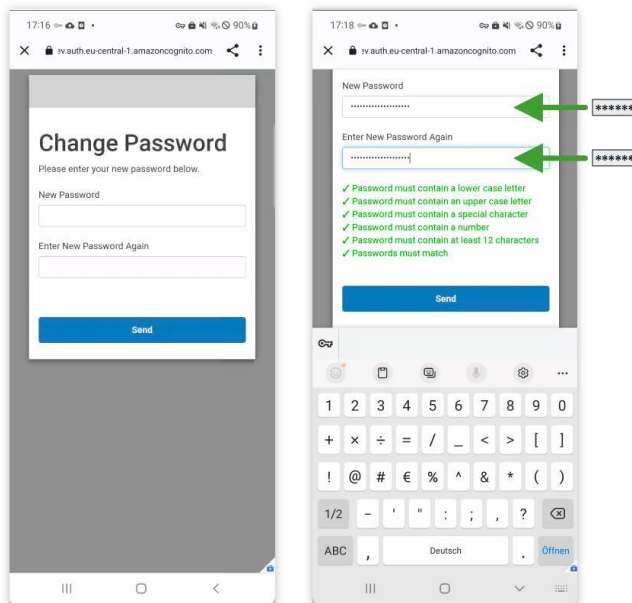 17:16
90%
ev.auth.eu-central-1.amazoncognito.com
Change Password
Please enter your new password below.
New Password
Enter New Password Again
Send
17:18
90%
ev.auth.eu-central-1.amazoncognito.com
New Password
********************
*******
Enter New Password Again
********************
*******
✓ Password must contain a lower case letter
✓ Password must contain an upper case letter
✓ Password must contain a special character
✓ Password must contain a number
✓ Password must contain at least 12 characters
✓ Passwords must match
Send
1 2 3 4 5 6 7 8 9 0
+ × ÷ = / _ < > [ ]
! @ # € % ^ & * ( )
1/2 - ' " : ; , ?
ABC , Deutsch . Öffnen